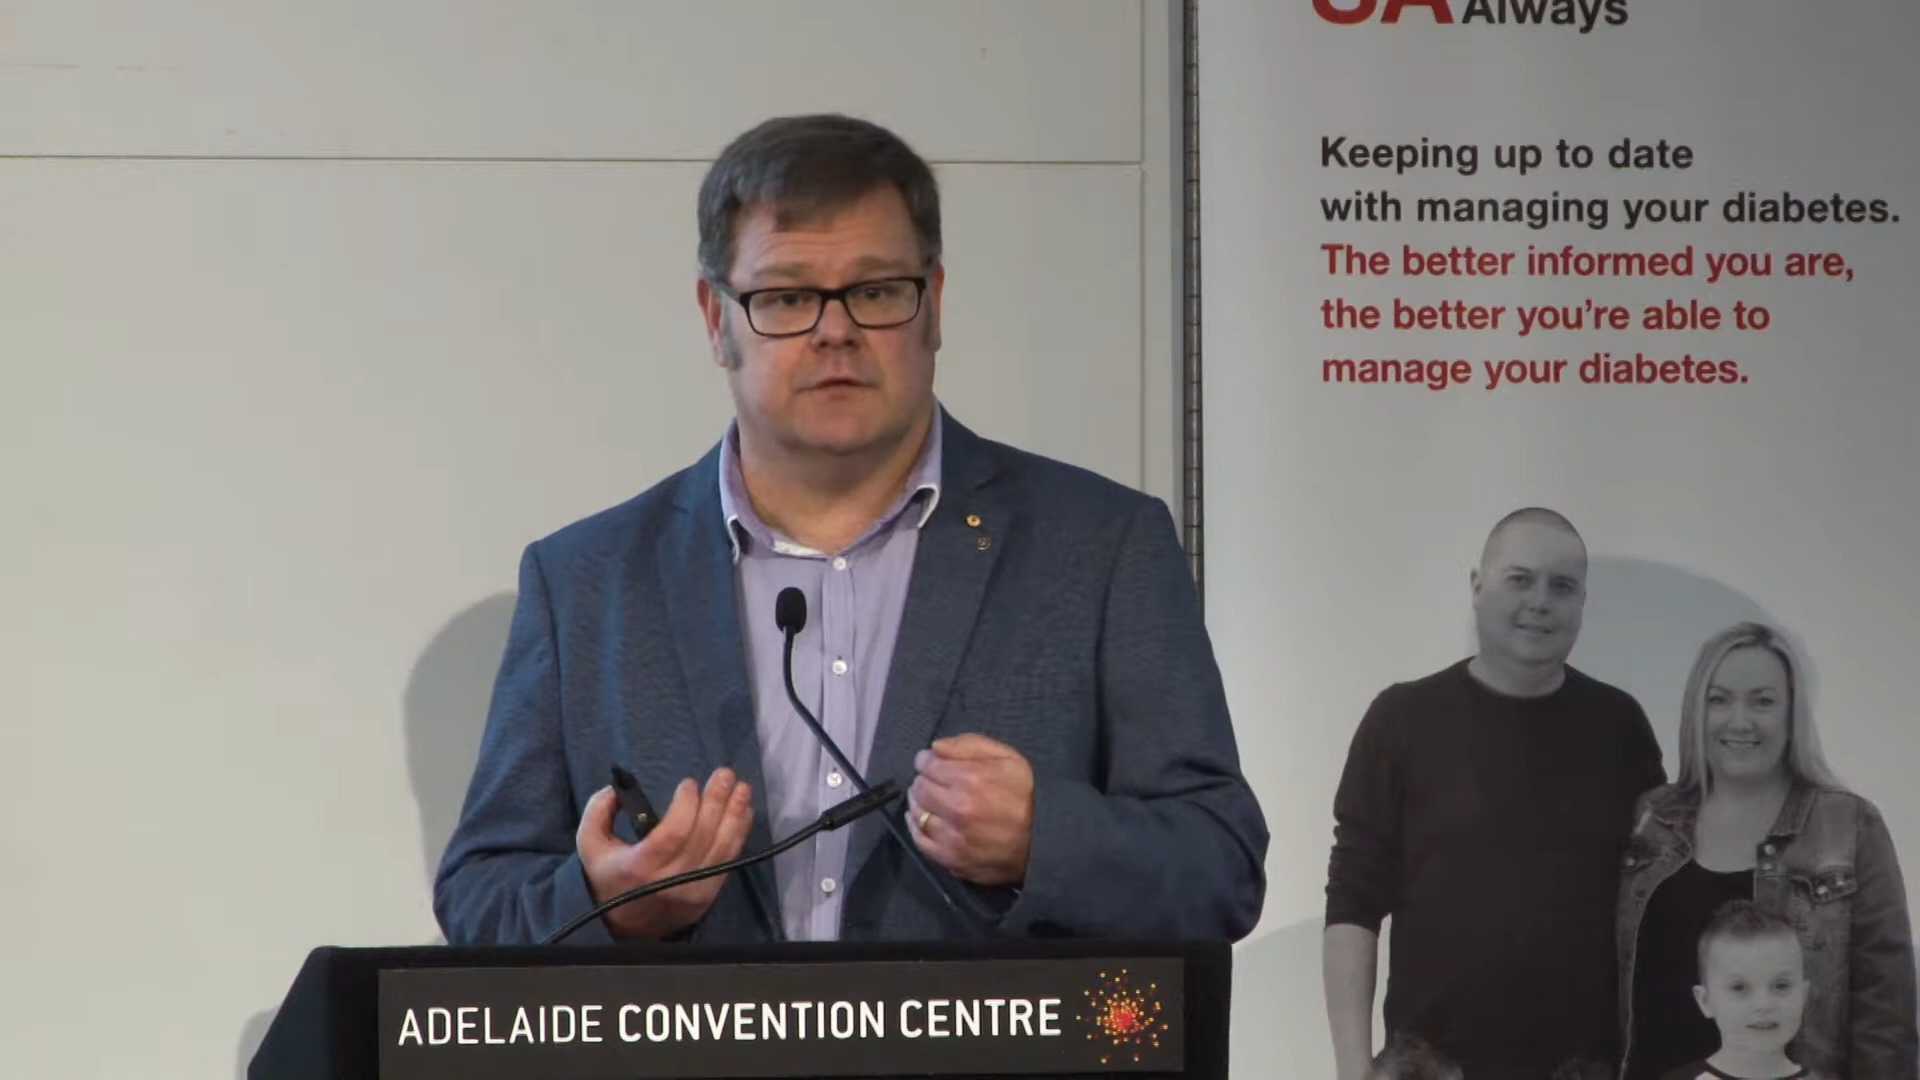 SA Always
Keeping up to date
with managing your diabetes.
The better informed you are,
the better you're able to
manage your diabetes.
ADELAIDE CONVENTION CENTRE